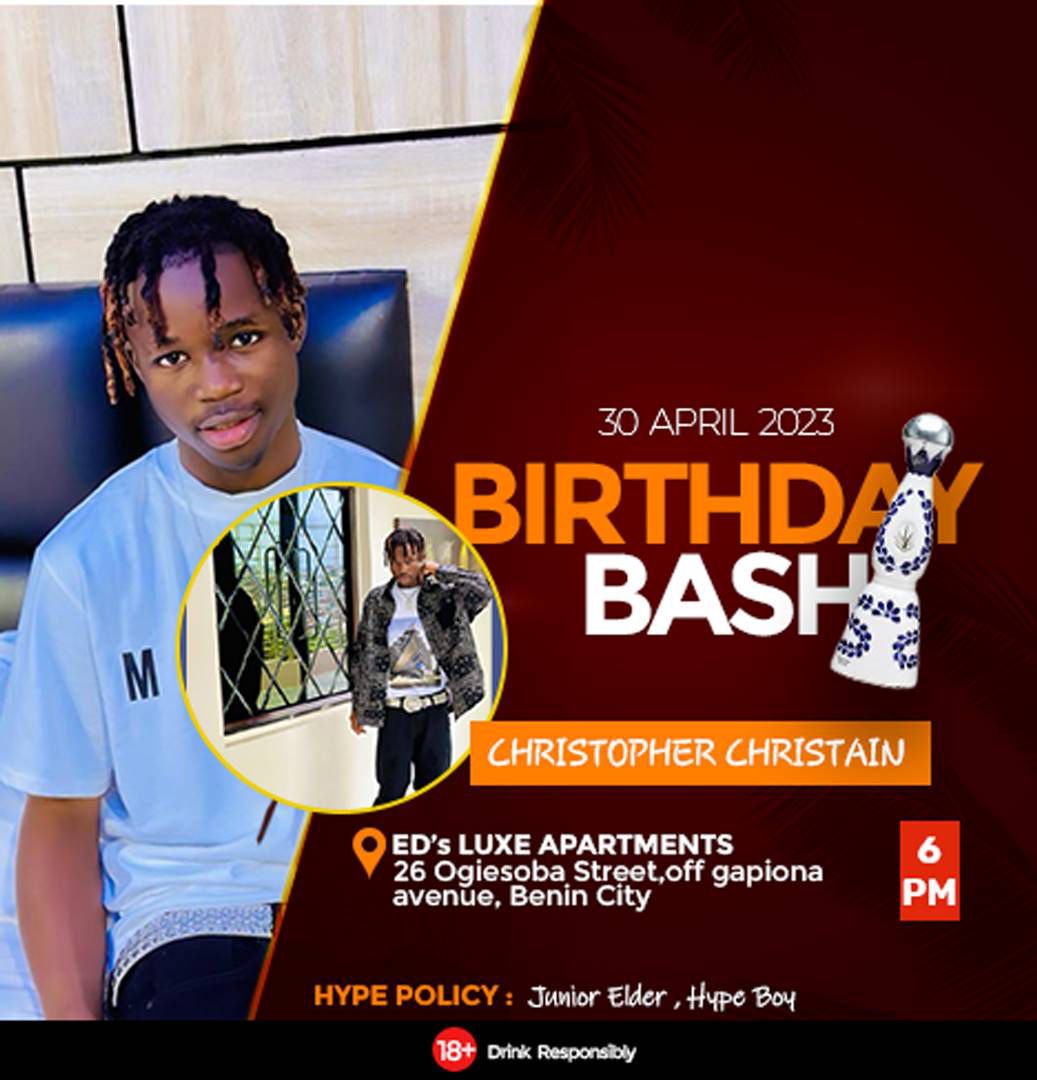 30 APRIL 2023
BIRTHDAY
BASH
M
CHRISTOPHER CHRISTAIN
ED's LUXE APARTMENTS
26 Ogiesoba Street,off gapiona
avenue, Benin City
6
PM
HYPE POLICY : Junior Elder , Hype Boy
18+ Drink Responsibly